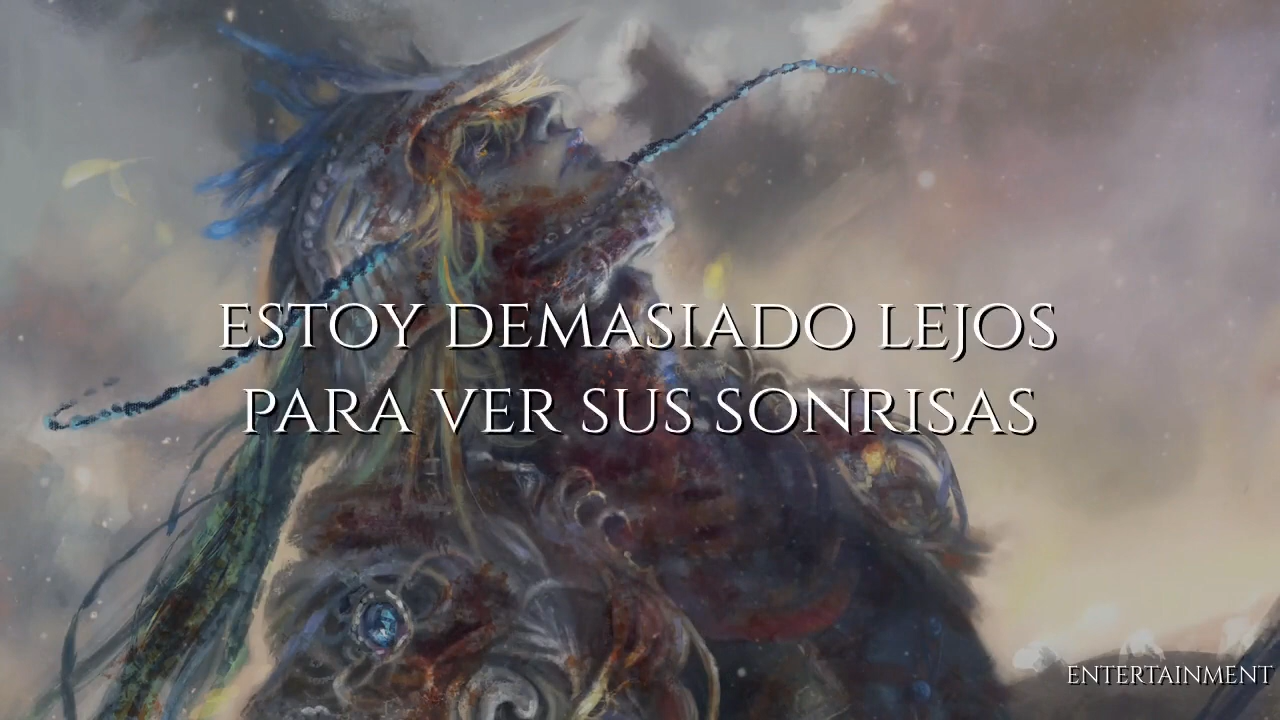 ESTOY DEMASIADO LEJOS
PARA VER SUS SONRISAS
ENTERTAINMENT